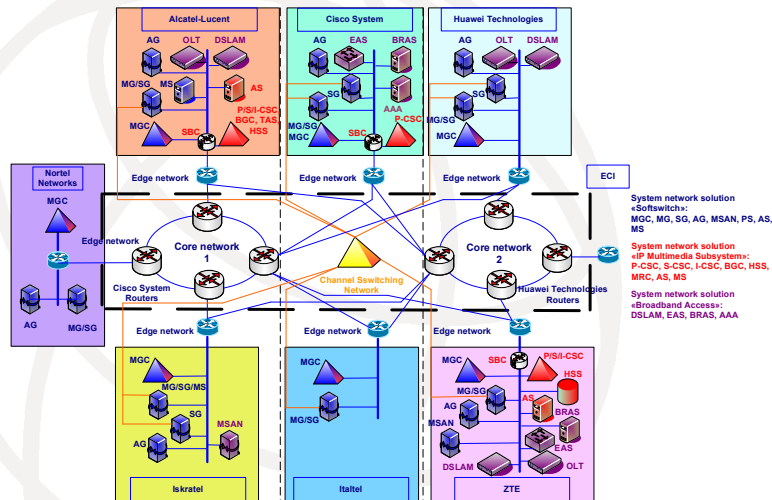 Alcatel-Lucent
Cisco System
Huawei Technologies
AG
OLT
DSLAM
MG/SG
MS
AS
P/S/I-CSC,
BGC, TAS,
HSS
MGC
SBC
AG
EAS
BRAS
SG
AAA
MG/SG
MGC
SBC
P-CSC
AG
OLT
DSLAM
SG
MG/SG
MGC
Edge network
Edge network
Edge network
ECI
Nortel
Networks
MGC
Edge network
AG
MG/SG
Core network
1
Cisco System
Routers
Channel Sswitching
Network
Core network
2
Huawei Technologies
Routers
System network solution
«Softswitch»:
MGC, MG, SG, AG, MSAN, PS, AS,
MS
System network solution
«IP Multimedia Subsystem»:
P-CSC, S-CSC, I-CSC, BGC, HSS,
MRC, AS, MS
System network solution
«Broadband Access»:
DSLAM, EAS, BRAS, AAA
Edge network
Edge network
Edge network
MGC
MG/SG/MS
SG
MSAN
AG
Iskratel
MGC
MG/SG
Italtel
MGC
SBC
P/S/I-CSC
HSS
MG/SG
AS
AG
BRAS
MSAN
EAS
DSLAM
OLT
ZTE